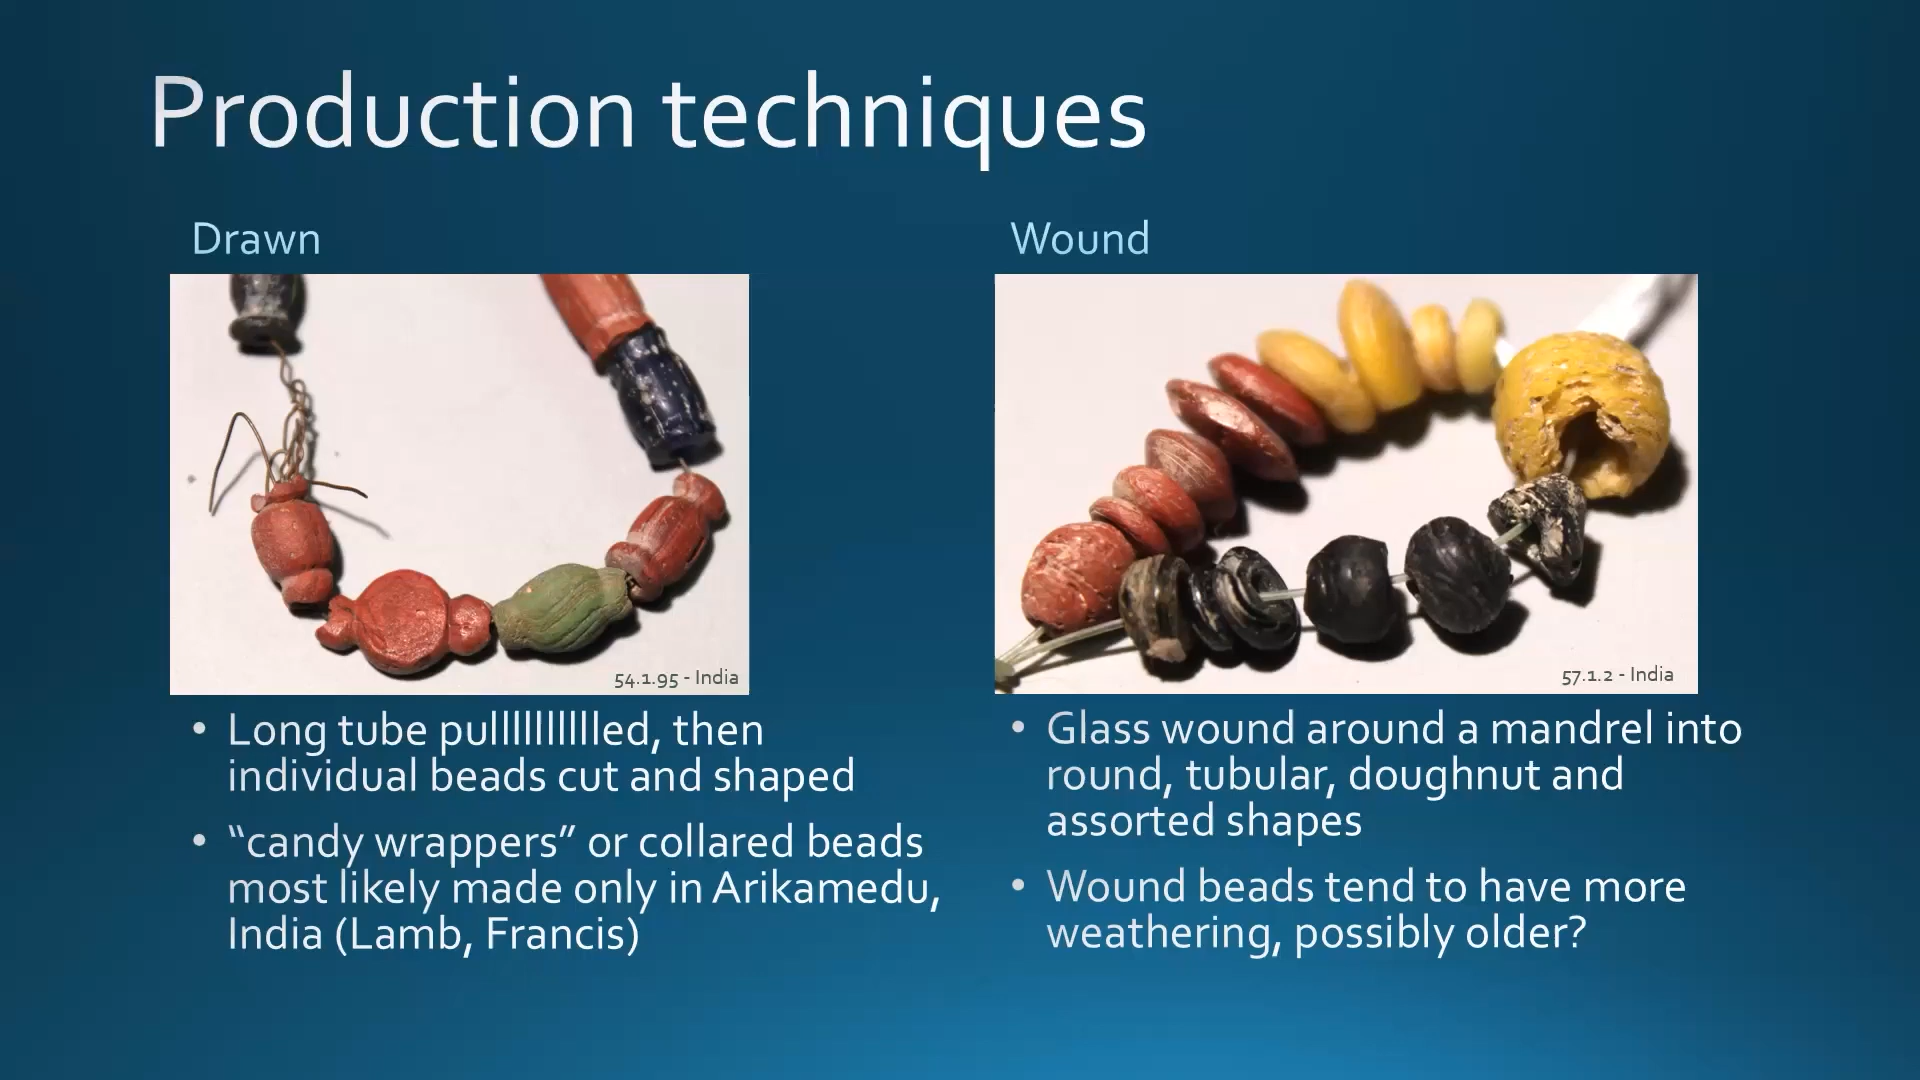 Production techniques
Drawn
54.1.95 - India
• Long tube pulllllllllled, then
individual beads cut and shaped
• “candy wrappers” or collared beads
most likely made only in Arikamedu,
India (Lamb, Francis)
Wound
57.1.2 - India
• Glass wound around a mandrel into
round, tubular, doughnut and
assorted shapes
• Wound beads tend to have more
weathering, possibly older?